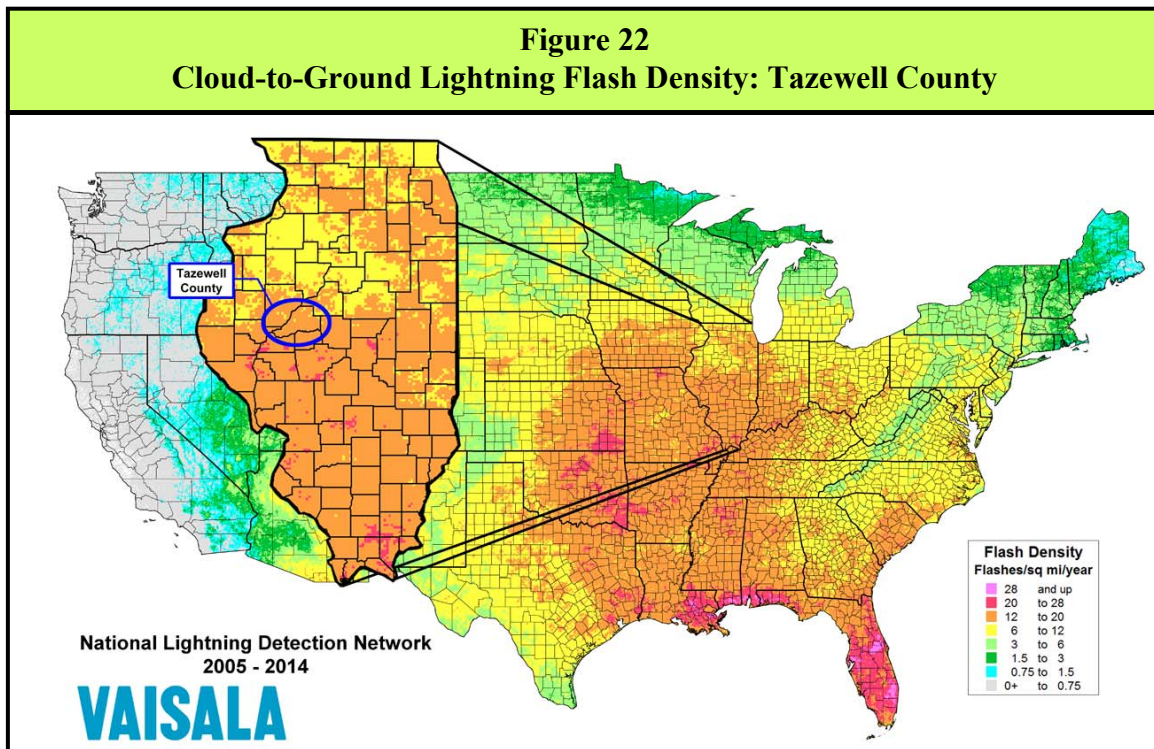 Figure 22
Cloud-to-Ground Lightning Flash Density: Tazewell County
Tazewell
County
Flash Density
Flashes/sq mi/year
28 and up
20 to 28
12 to 20
6 to 12
3 to 6
1.5 to 3
0.75 to 1.5
0+ to 0.75
National Lightning Detection Network
2005 - 2014
VAISALA